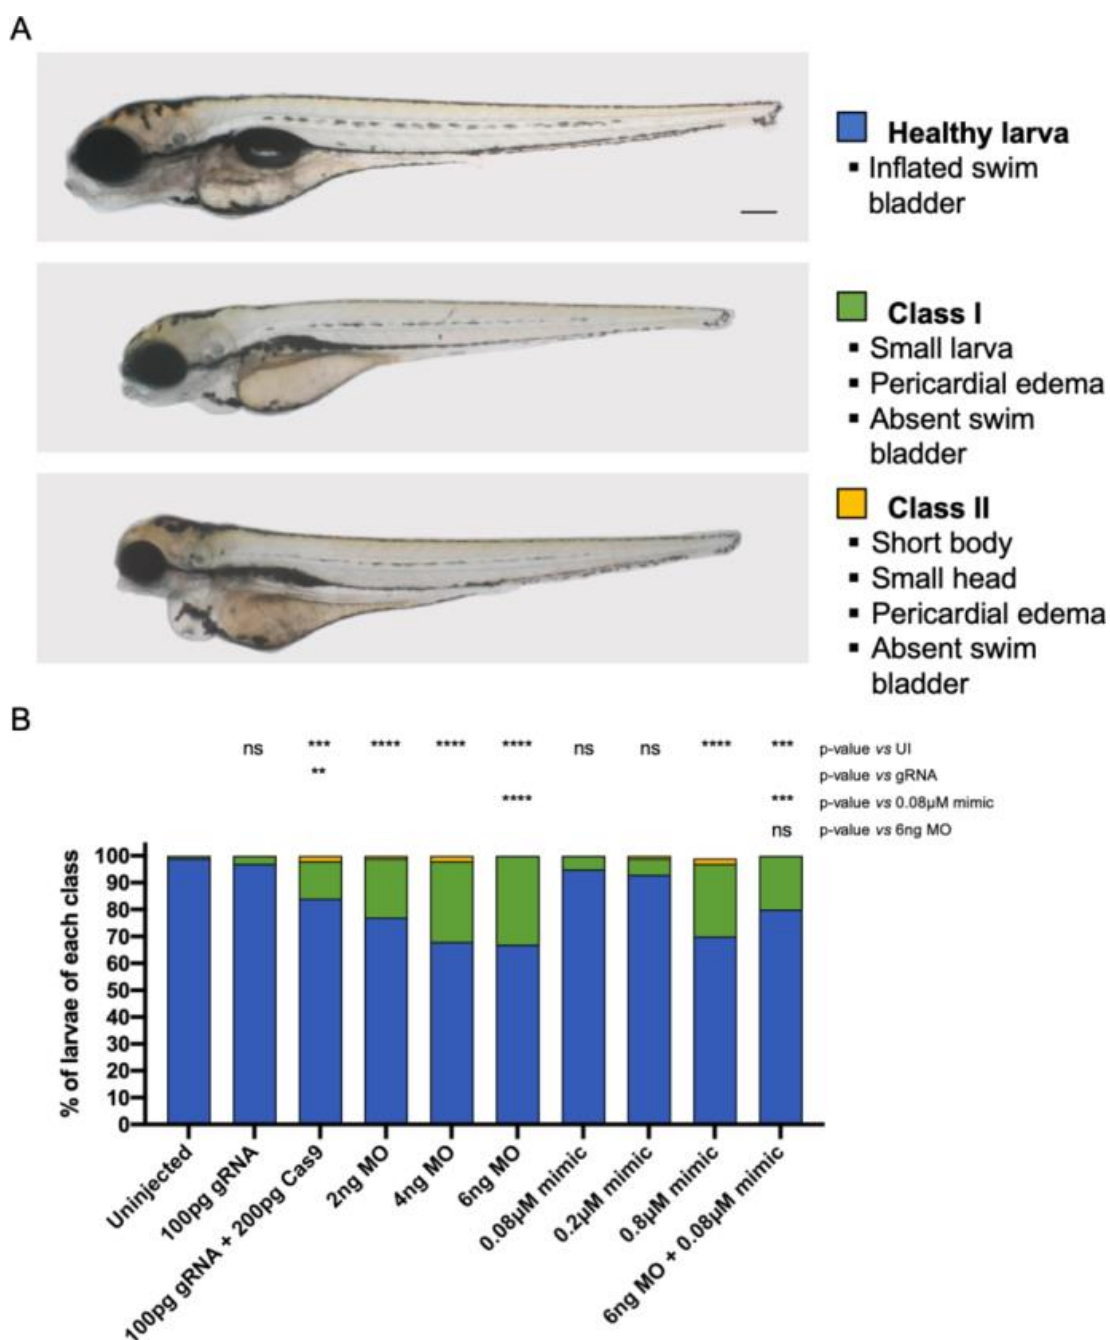 A
Healthy larva
▪ Inflated swim
bladder
Class I
▪ Small larva
▪ Pericardial edema
▪ Absent swim
bladder
Class II
▪ Short body
▪ Small head
▪ Pericardial edema
▪ Absent swim
bladder
B
ns *** **** **** **** ns ns **** *** p-value vs UI
** p-value vs gRNA
**** *** p-value vs 0.08µM mimic
ns p-value vs 6ng MO
% of larvae of each class
100
90
80
70
60
50
40
30
20
10
0
Uninjected
100pg gRNA
100pg gRNA + 200pg Cas9
2ng MO
4ng MO
6ng MO
0.08µM mimic
0.2µM mimic
0.8µM mimic
6ng MO + 0.08µM mimic